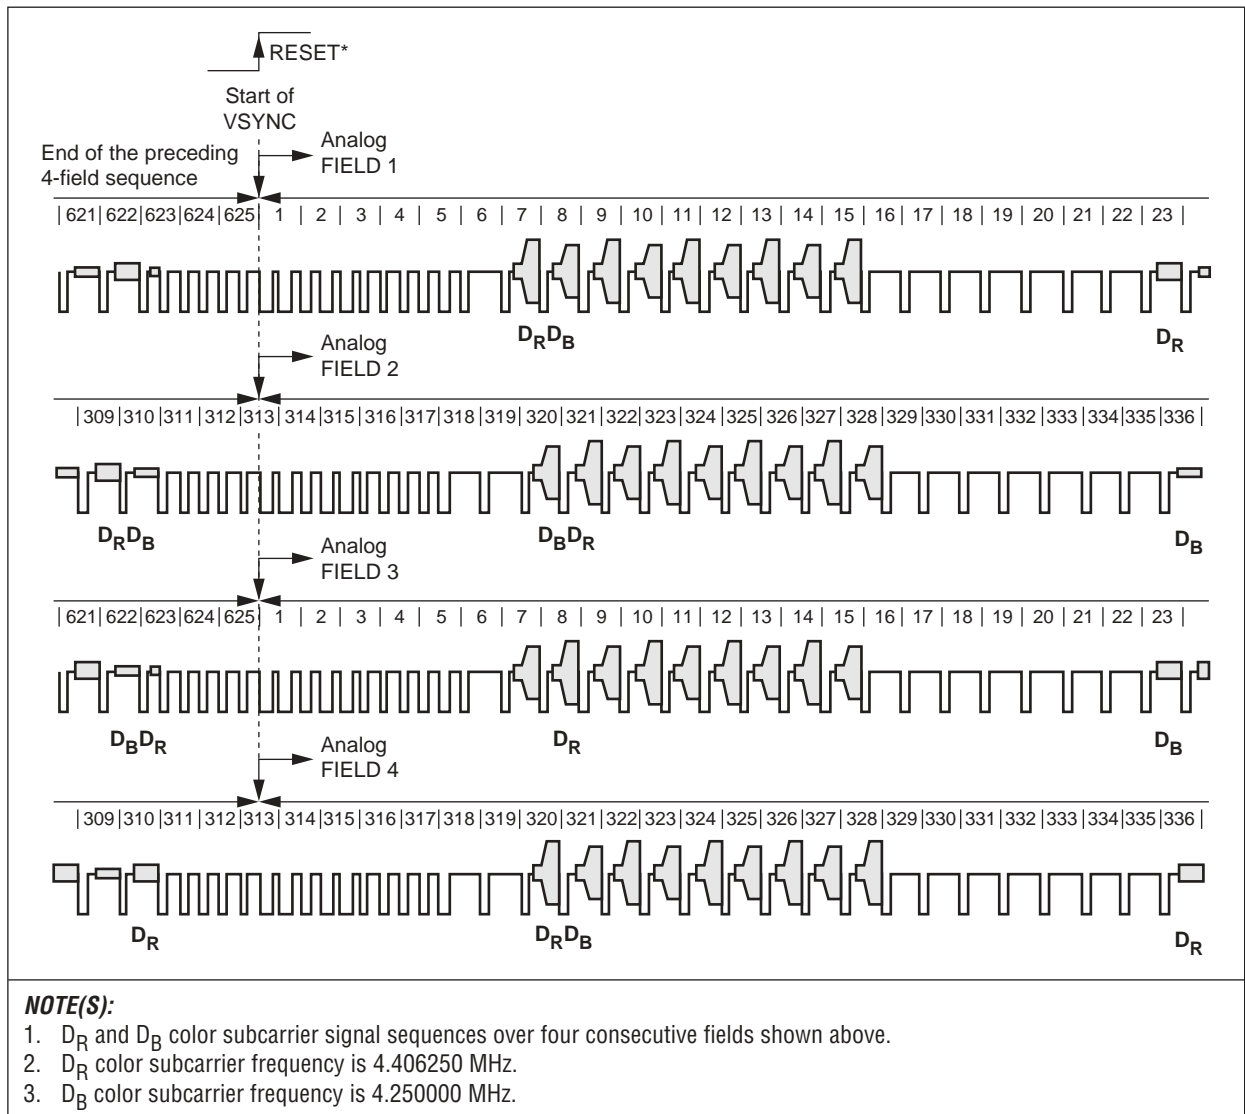 RESET*
Start of
VSYNC
Analog
FIELD 1
End of the preceding
4-field sequence
| 621 | 622 | 623 | 624 | 625 | 1 | 2 | 3 | 4 | 5 | 6 | 7 | 8 | 9 | 10 | 11 | 12 | 13 | 14 | 15 | 16 | 17 | 18 | 19 | 20 | 21 | 22 | 23 |
DRDB DR
Analog
FIELD 2
| 309 | 310 | 311 | 312 | 313 | 314 | 315 | 316 | 317 | 318 | 319 | 320 | 321 | 322 | 323 | 324 | 325 | 326 | 327 | 328 | 329 | 330 | 331 | 332 | 333 | 334 | 335 | 336 |
DRDB DBDR DB
Analog
FIELD 3
| 621 | 622 | 623 | 624 | 625 | 1 | 2 | 3 | 4 | 5 | 6 | 7 | 8 | 9 | 10 | 11 | 12 | 13 | 14 | 15 | 16 | 17 | 18 | 19 | 20 | 21 | 22 | 23 |
DBDR DR DB
Analog
FIELD 4
| 309 | 310 | 311 | 312 | 313 | 314 | 315 | 316 | 317 | 318 | 319 | 320 | 321 | 322 | 323 | 324 | 325 | 326 | 327 | 328 | 329 | 330 | 331 | 332 | 333 | 334 | 335 | 336 |
DR DRDB DR
NOTE(S):
1. DR and DB color subcarrier signal sequences over four consecutive fields shown above.
2. DR color subcarrier frequency is 4.406250 MHz.
3. DB color subcarrier frequency is 4.250000 MHz.